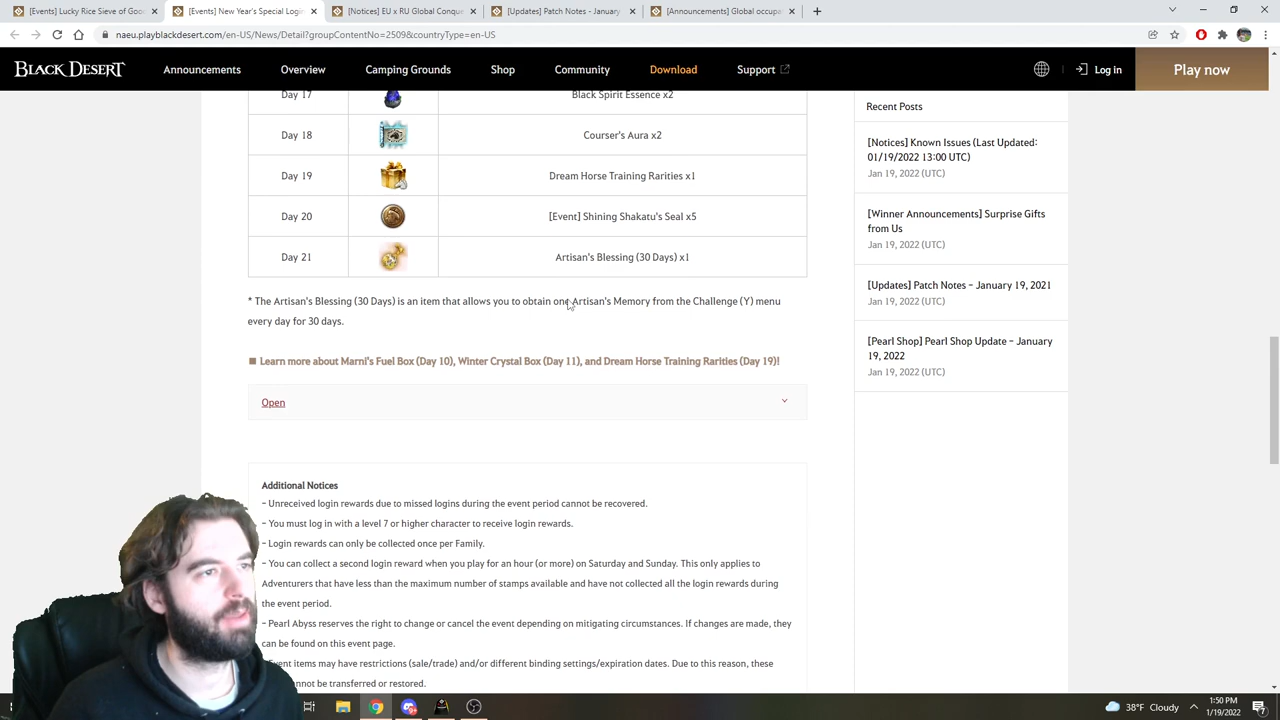 [Events] Lucky Rice Sieve of Good
[Events] New Year's Special Login
[Notices] EU x RU Global Conque
[Updates] Patch Notes - January
[Announcements] Global occupa
naeu.playblackdesert.com/en-US/News/Detail?groupContentNo=2509&countryType=en-US
BLACK DESERT
Announcements
Overview
Camping Grounds
Shop
Community
Download
Support
Log in
Play now
Day 17
Black Spirit Essence x2
Day 18
Courser's Aura x2
Day 19
Dream Horse Training Rarities x1
Day 20
[Event] Shining Shakatu's Seal x5
Day 21
Artisan's Blessing (30 Days) x1
* The Artisan's Blessing (30 Days) is an item that allows you to obtain one Artisan's Memory from the Challenge (Y) menu
every day for 30 days.
■ Learn more about Marni's Fuel Box (Day 10), Winter Crystal Box (Day 11), and Dream Horse Training Rarities (Day 19)!
Open
Additional Notices
- Unreceived login rewards due to missed logins during the event period cannot be recovered.
- You must log in with a level 7 or higher character to receive login rewards.
- Login rewards can only be collected once per Family.
- You can collect a second login reward when you play for an hour (or more) on Saturday and Sunday. This only applies to
Adventurers that have less than the maximum number of stamps available and have not collected all the login rewards during
the event period.
- Pearl Abyss reserves the right to change or cancel the event depending on mitigating circumstances. If changes are made, they
can be found on this event page.
Event items may have restrictions (sale/trade) and/or different binding settings/expiration dates. Due to this reason, these
cannot be transferred or restored.
Recent Posts
[Notices] Known Issues (Last Updated:
01/19/2022 13:00 UTC)
Jan 19, 2022 (UTC)
[Winner Announcements] Surprise Gifts
from Us
Jan 19, 2022 (UTC)
[Updates] Patch Notes - January 19, 2021
Jan 19, 2022 (UTC)
[Pearl Shop] Pearl Shop Update - January
19, 2022
Jan 19, 2022 (UTC)
38°F Cloudy
1:50 PM
1/19/2022